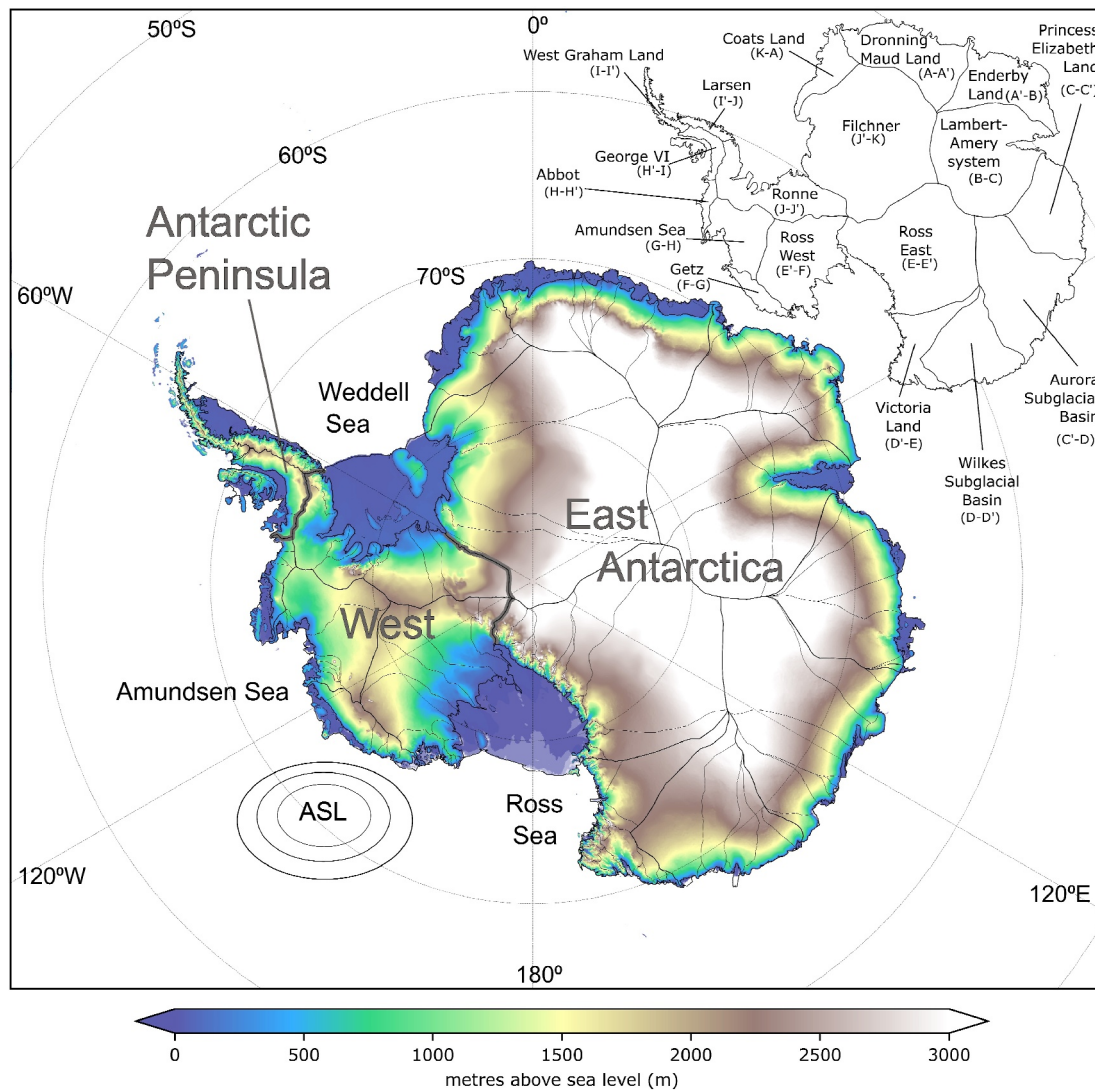 50ºS
0º
60ºS
70ºS
60ºW
120ºW
180º
120ºE
Antarctic
Peninsula
Weddell
Sea
East
Antarctica
West
Amundsen Sea
Ross
Sea
ASL
West Graham Land
(I-I')
Coats Land
(K-A)
Dronning
Maud Land
(A-A')
Princess
Elizabeth
Land
(C-C')
Enderby
Land (A'-B)
Larsen
(I'-J)
Filchner
(J'-K)
Lambert-
Amery
system
(B-C)
George VI
(H'-I)
Abbot
(H-H')
Ronne
(J-J')
Amundsen Sea
(G-H)
Ross
West
(E'-F)
Ross
East
(E-E')
Getz
(F-G)
Victoria
Land
(D'-E)
Wilkes
Subglacial
Basin
(D-D')
Aurora
Subglacial
Basin
(C'-D)
0 500 1000 1500 2000 2500 3000
metres above sea level (m)